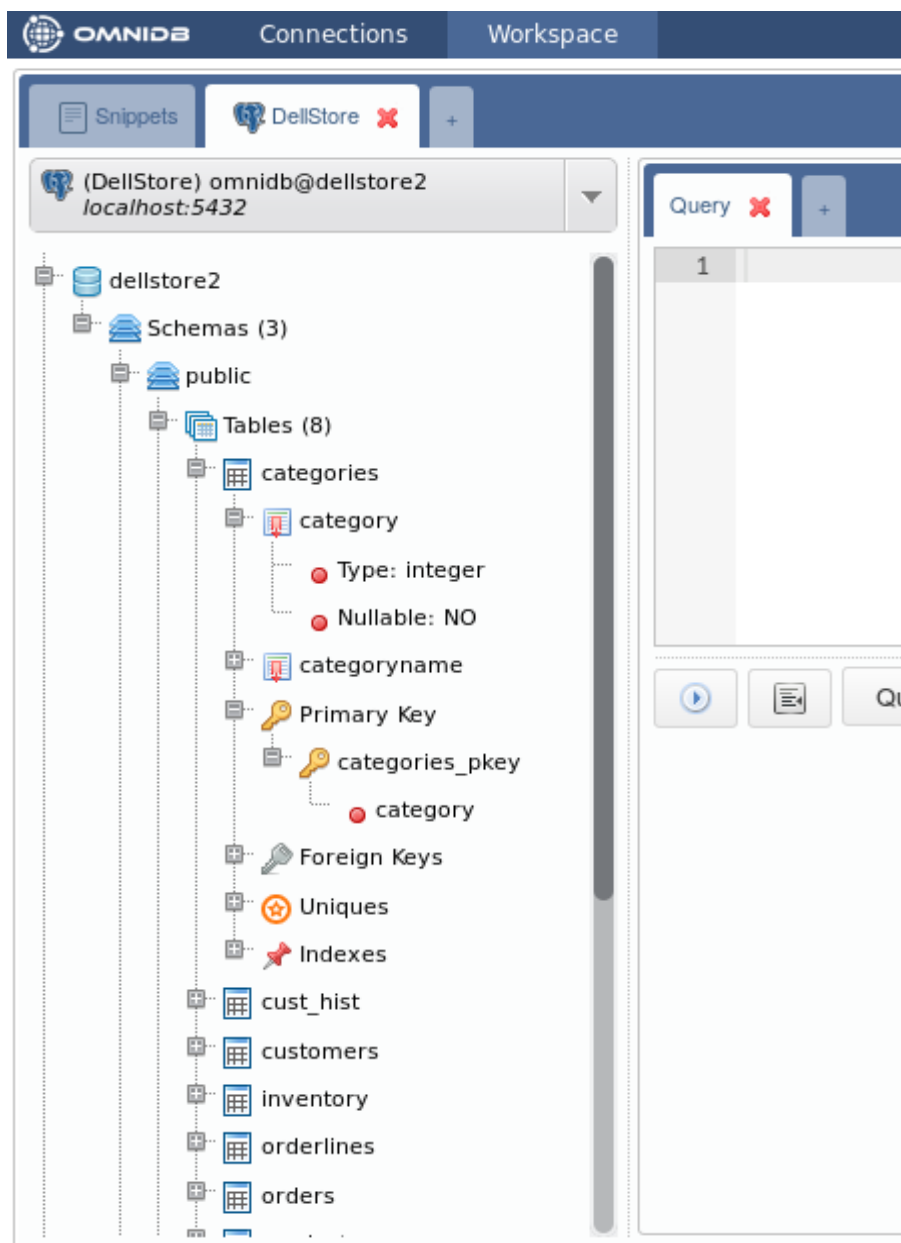 OMNIDB Connections Workspace
Snippets DellStore +
(DellStore) omnidb@dellstore2
localhost:5432
Query +
1
dellstore2
Schemas (3)
public
Tables (8)
categories
category
Type: integer
Nullable: NO
categoryname
Primary Key
categories_pkey
category
Foreign Keys
Uniques
Indexes
cust_hist
customers
inventory
orderlines
orders